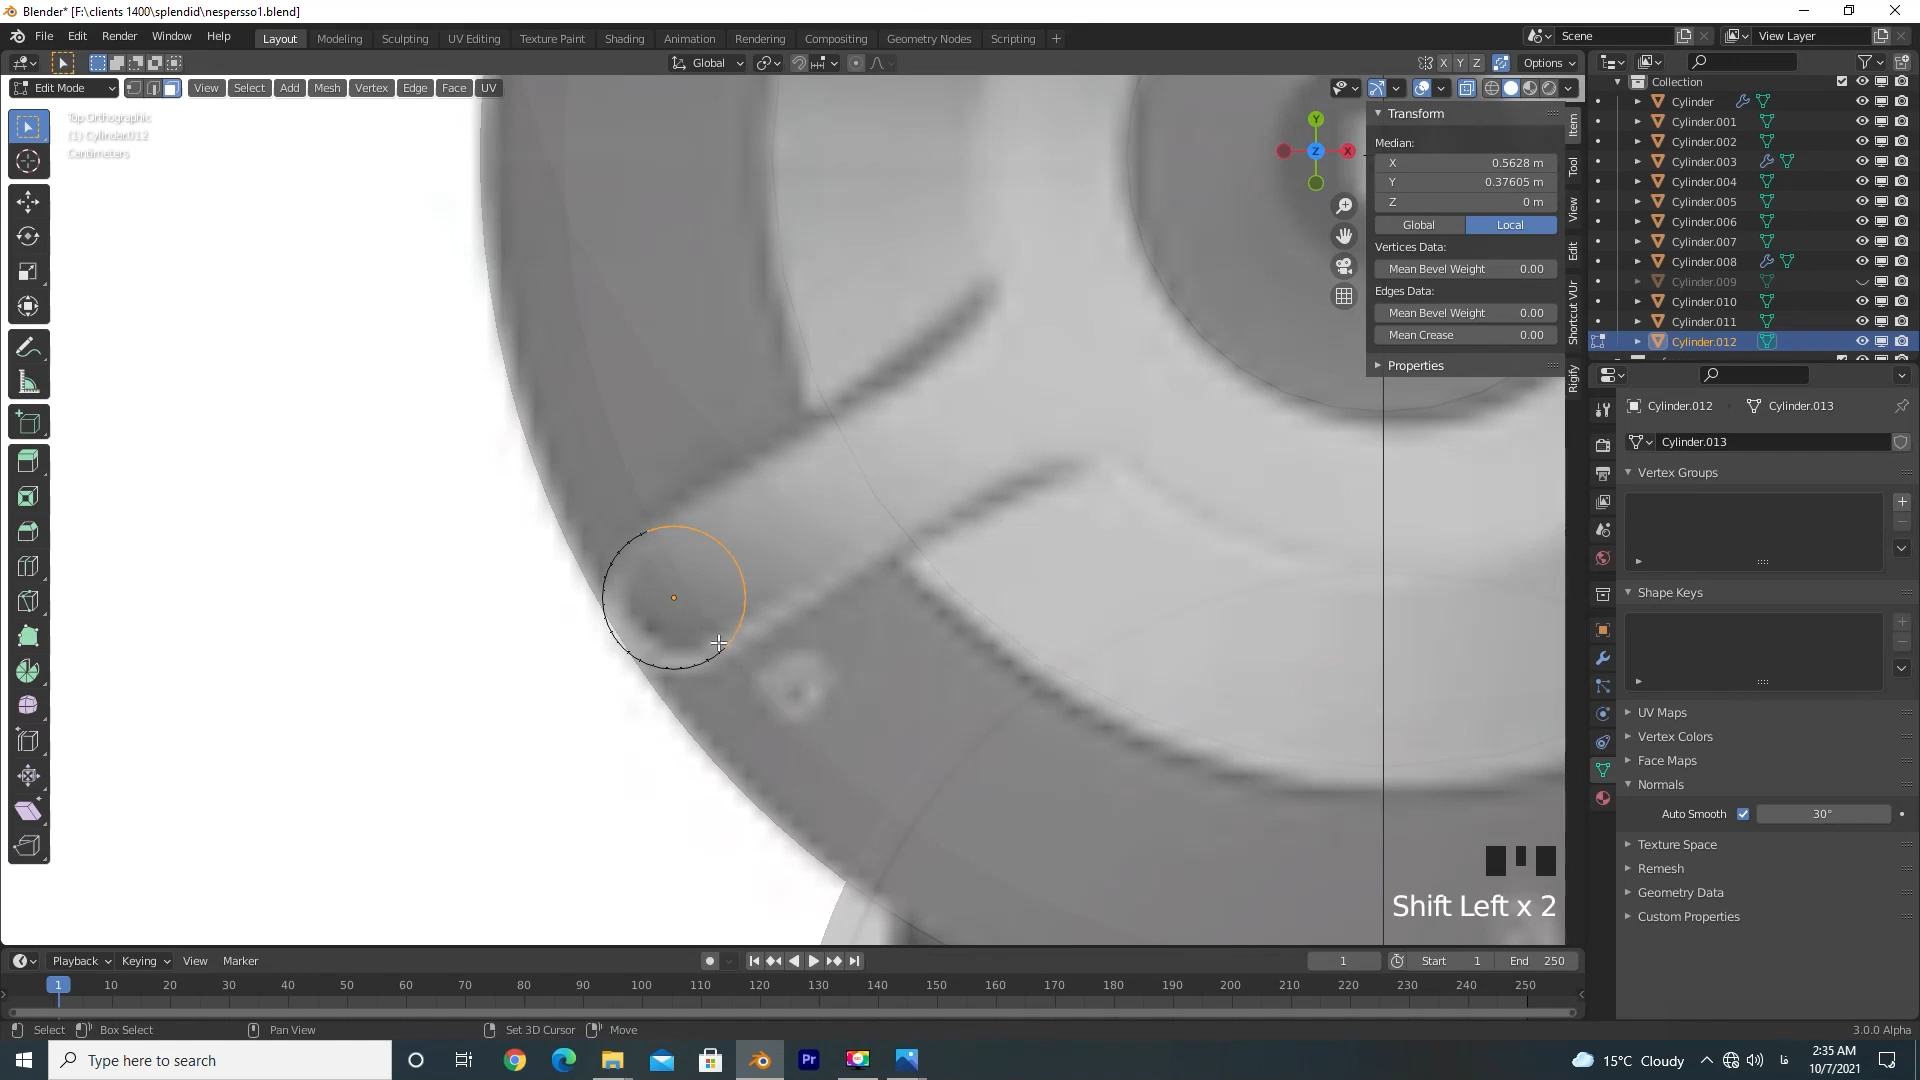 Blender* [F:\clients 1400\splendid\nespersso1.blend]
File Edit Render Window Help
Layout Modeling Sculpting UV Editing Texture Paint Shading Animation Rendering Compositing Geometry Nodes Scripting +
Scene View Layer
Global X Y Z Options
Edit Mode View Select Add Mesh Vertex Edge Face UV
Top Orthographic
(1) Cylinder.012
Centimeters
Y
Z X
Transform
Median:
X 0.5628 m
Y 0.37605 m
Z 0 m
Global Local
Vertices Data:
Mean Bevel Weight 0.00
Edges Data:
Mean Bevel Weight 0.00
Mean Crease 0.00
Properties
Item
Tool
View
Edit
Shortcut VUr
Rigify
Collection
Cylinder
Cylinder.001
Cylinder.002
Cylinder.003
Cylinder.004
Cylinder.005
Cylinder.006
Cylinder.007
Cylinder.008
Cylinder.009
Cylinder.010
Cylinder.011
Cylinder.012
Cylinder.012 Cylinder.013
Cylinder.013
Vertex Groups
Shape Keys
UV Maps
Vertex Colors
Face Maps
Normals
Auto Smooth 30°
Texture Space
Remesh
Geometry Data
Custom Properties
Shift Left x 2
Playback Keying View Marker
1 Start 1 End 250
1 10 20 30 40 50 60 70 80 90 100 110 120 130 140 150 160 170 180 190 200 210 220 230 240 250
Select Box Select Pan View Set 3D Cursor Move
3.0.0 Alpha
Type here to search
Pr
15°C Cloudy
فا
2:35 AM
10/7/2021